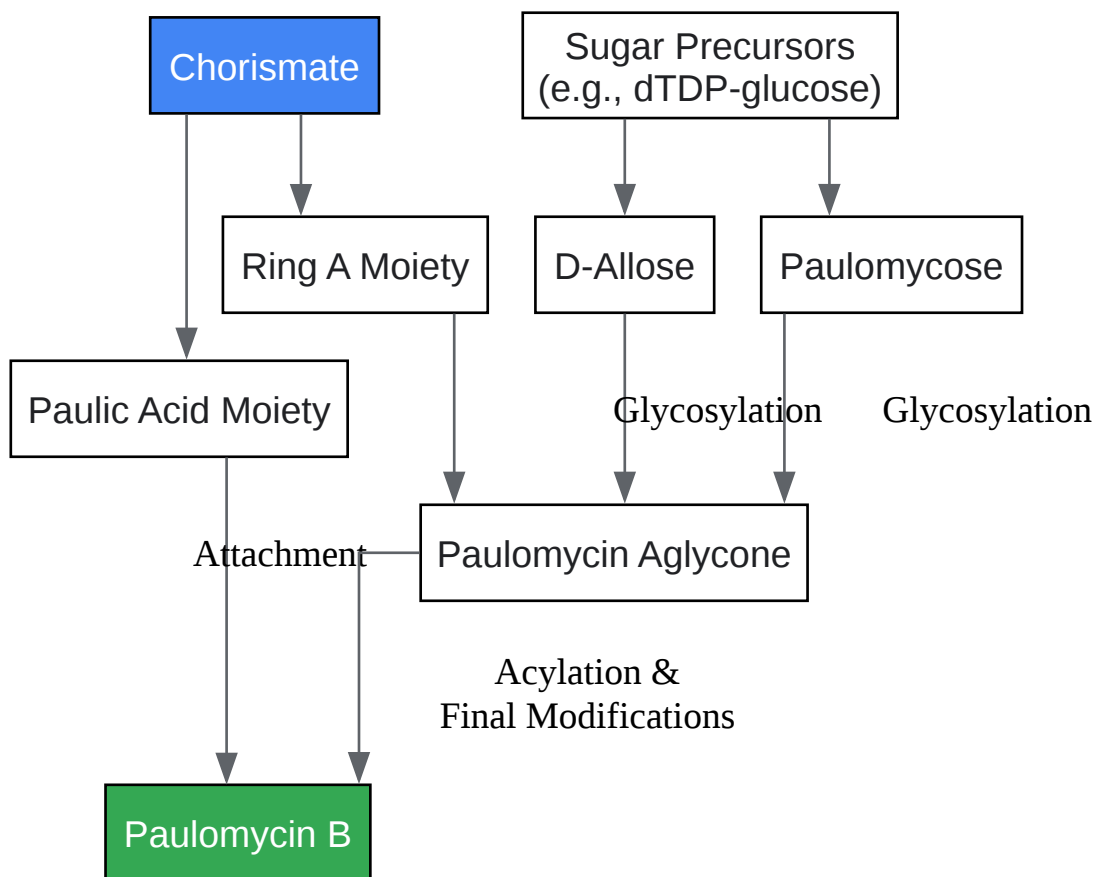 Chorismate
Sugar Precursors
(e.g., dTDP-glucose)
Ring A Moiety
D-Allose
Paulomycose
Paulic Acid Moiety
Glycosylation
Glycosylation
Attachment
Paulomycin Aglycone
Acylation &
Final Modifications
Paulomycin B